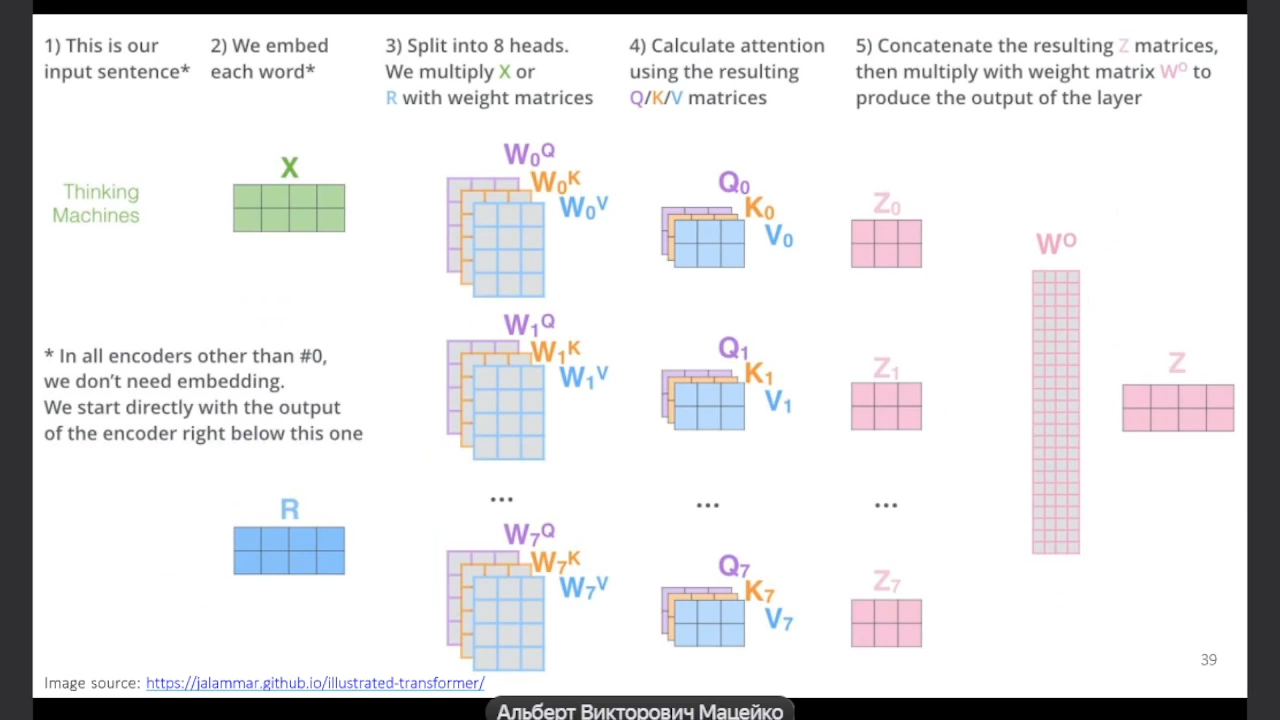 1) This is our
input sentence*
2) We embed
each word*
3) Split into 8 heads.
We multiply X or
R with weight matrices
4) Calculate attention
using the resulting
Q/K/V matrices
5) Concatenate the resulting Z matrices,
then multiply with weight matrix Wᴼ to
produce the output of the layer
Thinking
Machines
X
W₀Q
W₀K
W₀V
Q₀
K₀
V₀
Z₀
Wᴼ
* In all encoders other than #0,
we don't need embedding.
We start directly with the output
of the encoder right below this one
W₁Q
W₁K
W₁V
Q₁
K₁
V₁
Z₁
Z
...
...
...
R
W₇Q
W₇K
W₇V
Q₇
K₇
V₇
Z₇
39
Image source: https://jalammar.github.io/illustrated-transformer/
Альберт Викторович Мацейко